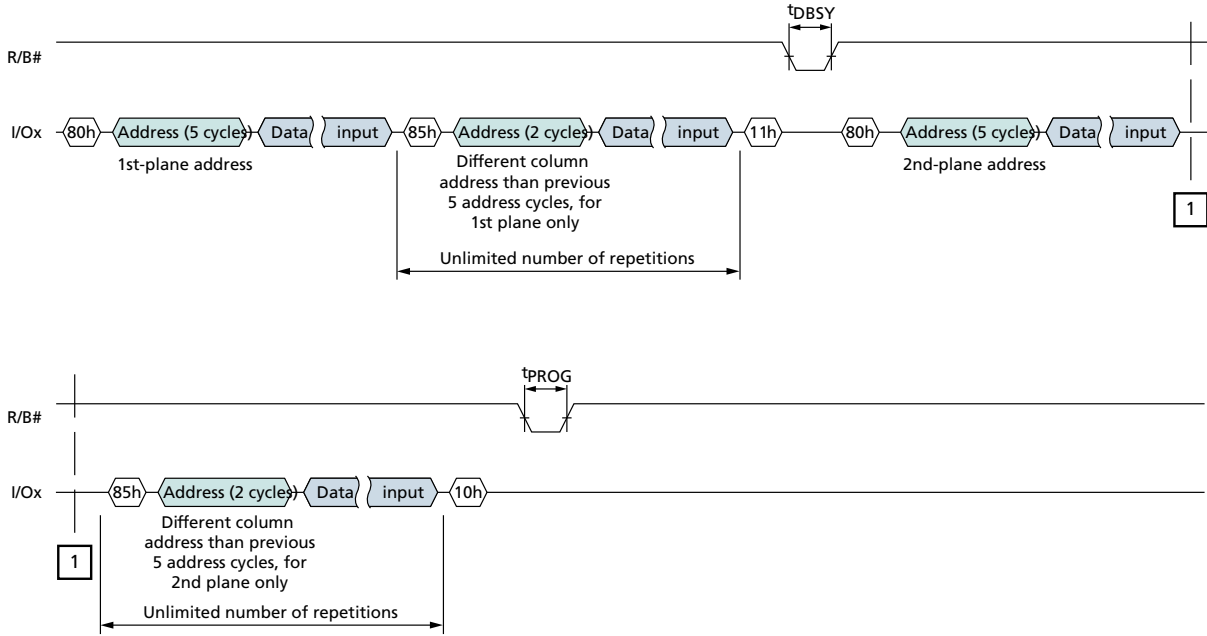 tDBSY
R/B#
I/Ox 80h Address (5 cycles) Data input 85h Address (2 cycles) Data input 11h 80h Address (5 cycles) Data input
1st-plane address
Different column
address than previous
5 address cycles, for
1st plane only
2nd-plane address
1
Unlimited number of repetitions
tPROG
R/B#
I/Ox 85h Address (2 cycles) Data input 10h
1
Different column
address than previous
5 address cycles, for
2nd plane only
Unlimited number of repetitions